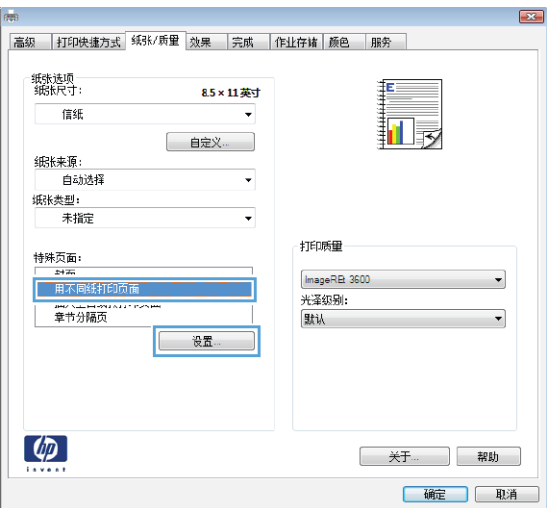 高级 打印快捷方式 纸张/质量 效果 完成 作业存储 颜色 服务
纸张选项
纸张尺寸: 8.5 × 11 英寸
信纸
自定义...
纸张来源:
自动选择
纸张类型:
未指定
特殊页面:
封面
用不同纸打印页面
章节分隔页
设置...
E
打印质量
ImageREt 3600
光泽级别:
默认
hp
invent
关于... 帮助
确定 取消